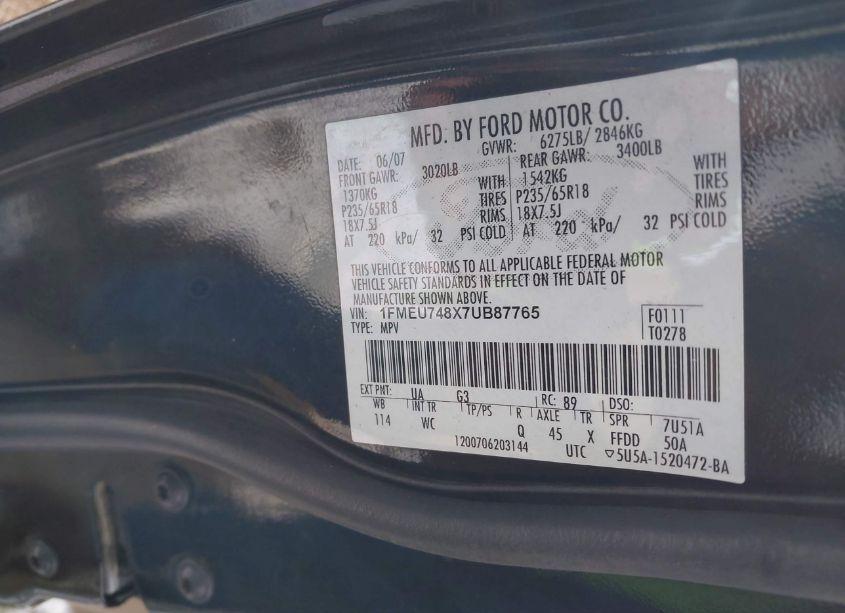 MFD. BY FORD MOTOR CO.
DATE: 06/07 GVWR: 6275LB/ 2846KG
FRONT GAWR: 3020LB REAR GAWR: 3400LB
1370KG WITH 1542KG WITH
P235/65R18 TIRES P235/65R18 TIRES
18X7.5J RIMS 18X7.5J RIMS
AT 220 kPa/ 32 PSI COLD AT 220 kPa/ 32 PSI COLD
THIS VEHICLE CONFORMS TO ALL APPLICABLE FEDERAL MOTOR
VEHICLE SAFETY STANDARDS IN EFFECT ON THE DATE OF
MANUFACTURE SHOWN ABOVE.
VIN: 1FMEU748X7UB87765 F0111
TYPE: MPV T0278
EXT PNT: UA G3 RC: 89 DSO:
WB INT TR TP/PS R AXLE TR SPR 7U51A
114 WC Q 45 X FFDD 50A
1200706203144 UTC ▽5U5A-1520472-BA